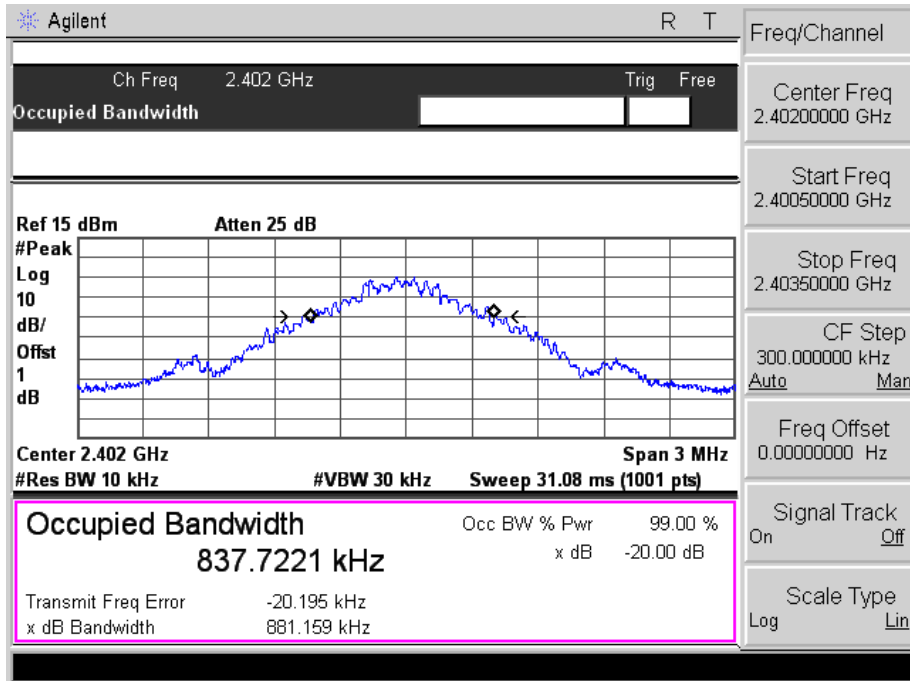 Agilent R T
Ch Freq 2.402 GHz Trig Free
Occupied Bandwidth
Ref 15 dBm Atten 25 dB
#Peak
Log
10
dB/
Offst
1
dB
Center 2.402 GHz Span 3 MHz
#Res BW 10 kHz #VBW 30 kHz Sweep 31.08 ms (1001 pts)
Occupied Bandwidth
837.7221 kHz
Occ BW % Pwr 99.00 %
x dB -20.00 dB
Transmit Freq Error -20.195 kHz
x dB Bandwidth 881.159 kHz
Freq/Channel
Center Freq
2.40200000 GHz
Start Freq
2.40050000 GHz
Stop Freq
2.40350000 GHz
CF Step
300.000000 kHz
Auto Man
Freq Offset
0.00000000 Hz
Signal Track
On Off
Scale Type
Log Lin